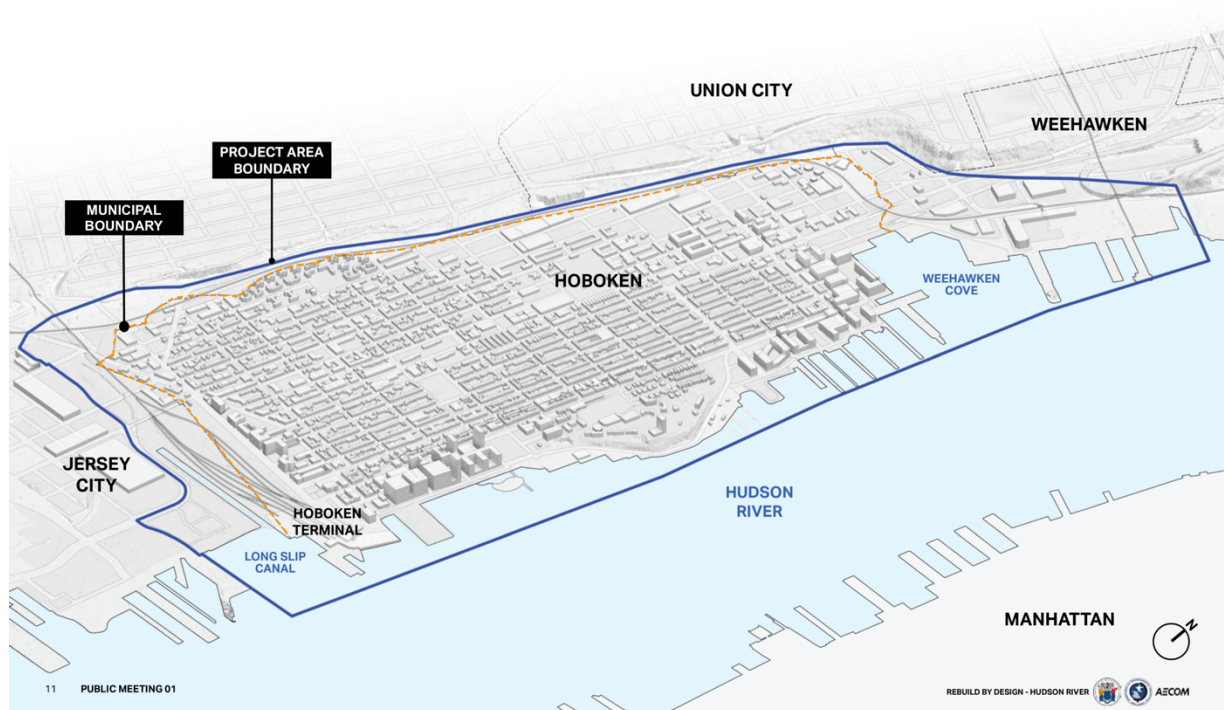 UNION CITY
WEEHAWKEN
PROJECT AREA
BOUNDARY
MUNICIPAL
BOUNDARY
HOBOKEN
WEEHAWKEN
COVE
JERSEY
CITY
HOBOKEN
TERMINAL
HUDSON
RIVER
LONG SLIP
CANAL
MANHATTAN
N
11 PUBLIC MEETING 01
REBUILD BY DESIGN - HUDSON RIVER
AECOM